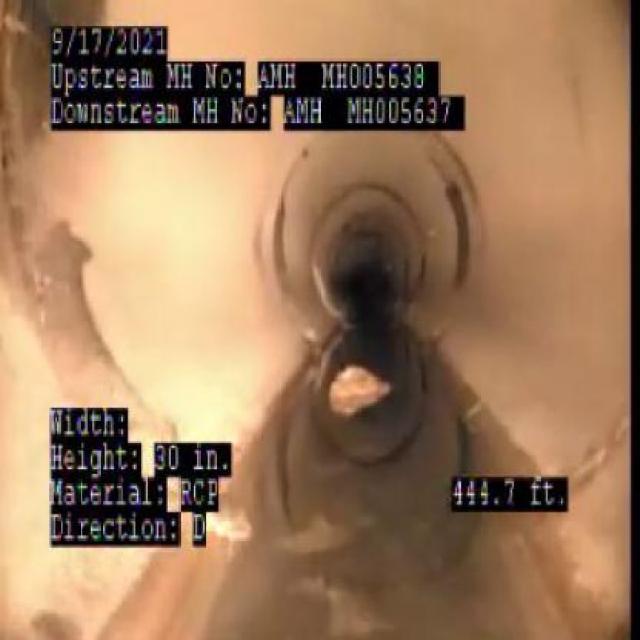 9/17/2021
Upstream MH No: AMH MH005638
Downstream MH No: AMH MH005637
Width:
Height: 30 in.
Material: RCP
444.7 ft.
Direction: D